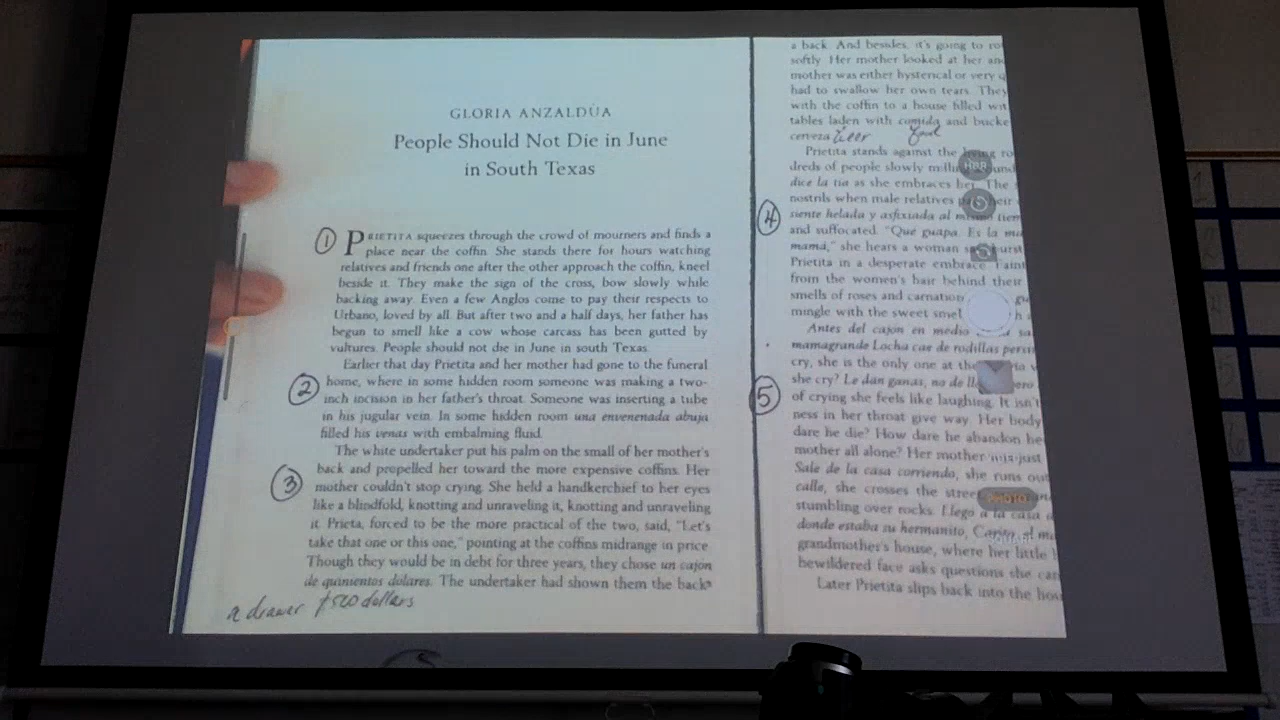 GLORIA ANZALDÚA
People Should Not Die in June
in South Texas
1
PRIETITA squeezes through the crowd of mourners and finds a
place near the coffin. She stands there for hours watching
relatives and friends one after the other approach the coffin, kneel
beside it. They make the sign of the cross, bow slowly while
backing away. Even a few Anglos come to pay their respects to
Urbano, loved by all. But after two and a half days, her father has
begun to smell like a cow whose carcass has been gutted by
vultures. People should not die in June in south Texas.
Earlier that day Prietita and her mother had gone to the funeral
2
home, where in some hidden room someone was making a two-
inch incision in her father's throat. Someone was inserting a tube
in his jugular vein. In some hidden room una envenenada abuja
filled his venas with embalming fluid.
The white undertaker put his palm on the small of her mother's
back and propelled her toward the more expensive coffins. Her
3
mother couldn't stop crying. She held a handkerchief to her eyes
like a blindfold, knotting and unraveling it, knotting and unraveling
it. Prieta, forced to be the more practical of the two, said, "Let's
take that one or this one," pointing at the coffins midrange in price.
Though they would be in debt for three years, they chose un cajon
de quinientos dolares. The undertaker had shown them the backs
a drawer $500 dollars
a back. And besides, it's going to
softly. Her mother looked at her
mother was either hysterical or very
had to swallow her own tears. They
with the coffin to a house filled
tables laden with comida and
cerveza beer food
Prietita stands against the living
dreds of people slowly
dice la tía as she embraces her. The
nostrils when male relatives
4
siente helada y asfixiada al
and suffocated. "Qué guapa. Es la
mamá," she hears a woman
Prietita in a desperate embrace.
from the women's hair behind their
smells of roses and
mingle with the sweet
Antes del cajón en medio
mamagrande Locha cae de rodillas
cry, she is the only one at
5
she cry? Le dan ganas, no de
of crying she feels like laughing. It isn't
ness in her throat give way. Her body
dare he die? How dare he abandon
mother all alone? Her mother was just
Sale de la casa corriendo, she runs
calle, she crosses the
stumbling over rocks. Llego a la casa
donde estaba su hermanito,
grandmother's house, where her little
bewildered face asks questions she
Later Prietita slips back into the
HDR
PHOTO
SQUARE